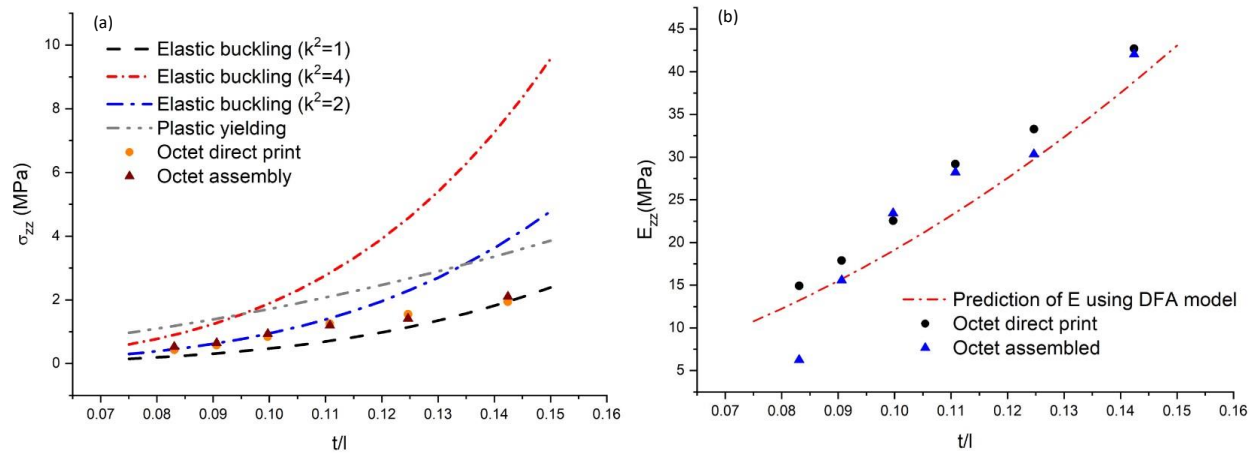 (a)
Elastic buckling (k²=1)
Elastic buckling (k²=4)
Elastic buckling (k²=2)
Plastic yielding
Octet direct print
Octet assembly
σzz (MPa)
10
8
6
4
2
0
0.07 0.08 0.09 0.10 0.11 0.12 0.13 0.14 0.15 0.16
t/l
(b)
Ezz(MPa)
45
40
35
30
25
20
15
10
5
Prediction of E using DFA model
Octet direct print
Octet assembled
0.07 0.08 0.09 0.10 0.11 0.12 0.13 0.14 0.15 0.16
t/l